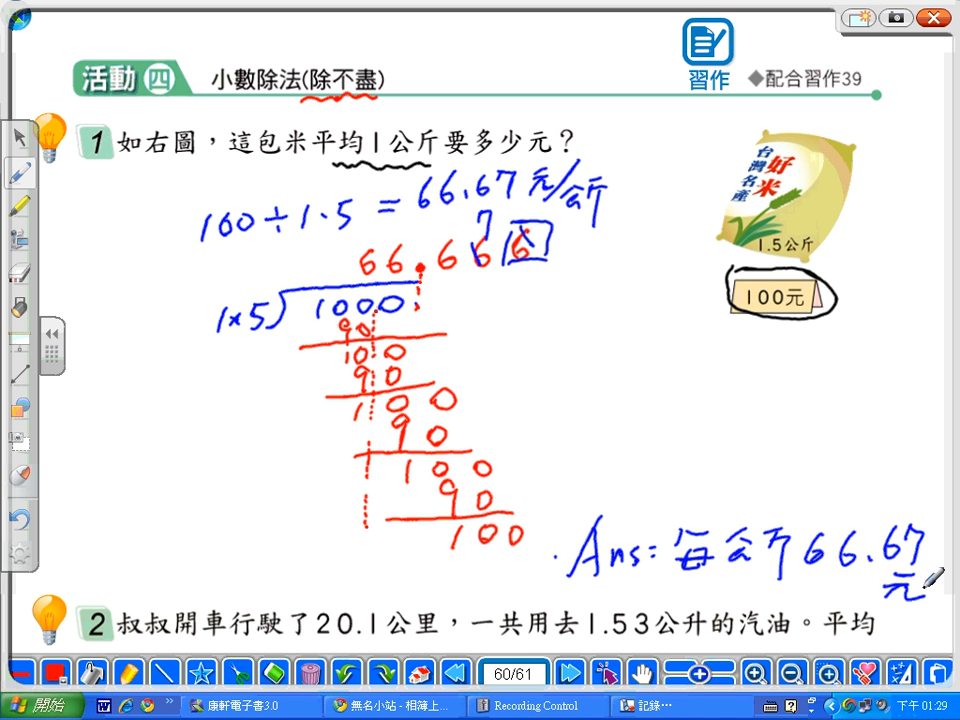 習作
活動 四 小數除法(除不盡) ◆配合習作39
1 如右圖，這包米平均1公斤要多少元？
台灣名產
好米
1.5公斤
100元
100÷1.5 = 66.67元/公斤
7
66.666
1.5 1000.
90
100
90
100
90
100
90
100
Ans: 每公斤66.67
元
2 叔叔開車行駛了20.1公里，一共用去1.53公升的汽油。平均
60/61
開始
康軒電子書3.0
無名小站 - 相簿上...
Recording Control
記錄...
下午 01:29